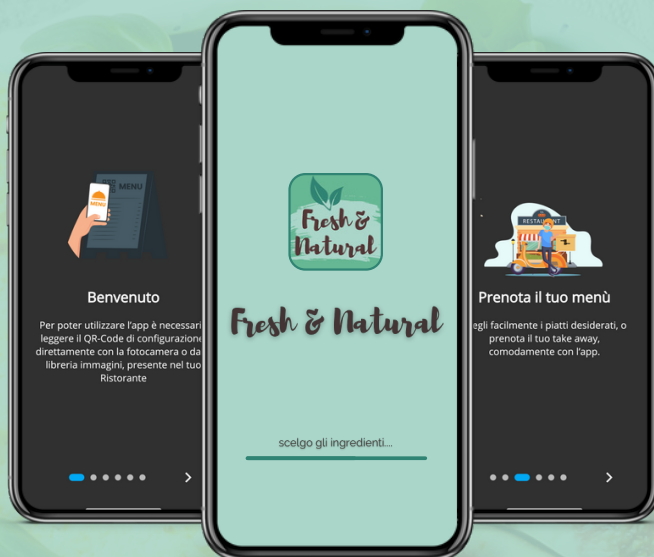 MENU
MENU
Benvenuto
Per poter utilizzare l'app è necessari
leggere il QR-Code di configurazione
direttamente con la fotocamera o da
libreria immagini, presente nel tuo
Ristorante
Fresh &
Natural
Fresh & Natural
scelgo gli ingredienti....
Prenota il tuo menù
egli facilmente i piatti desiderati, o
prenota il tuo take away,
comodamente con l'app.